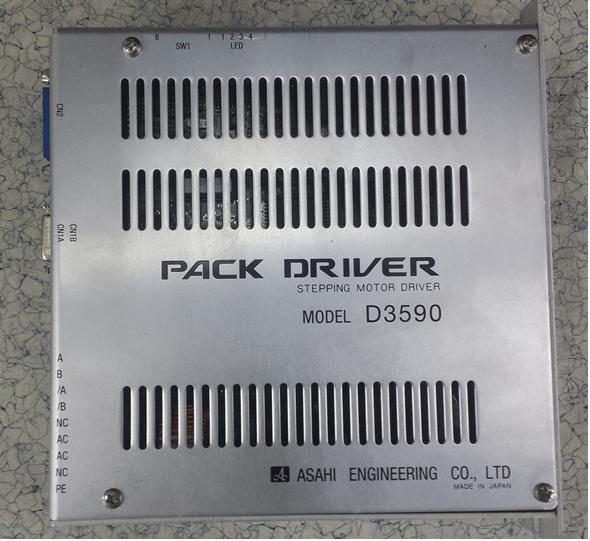 8 1 1 2 3 4
SW1 LED
CN2
CN1B
CN1A
PACK DRIVER
STEPPING MOTOR DRIVER
MODEL D3590
A
B
/A
/B
NC
AC
AC
NC
PE
ASAHI ENGINEERING CO., LTD
MADE IN JAPAN